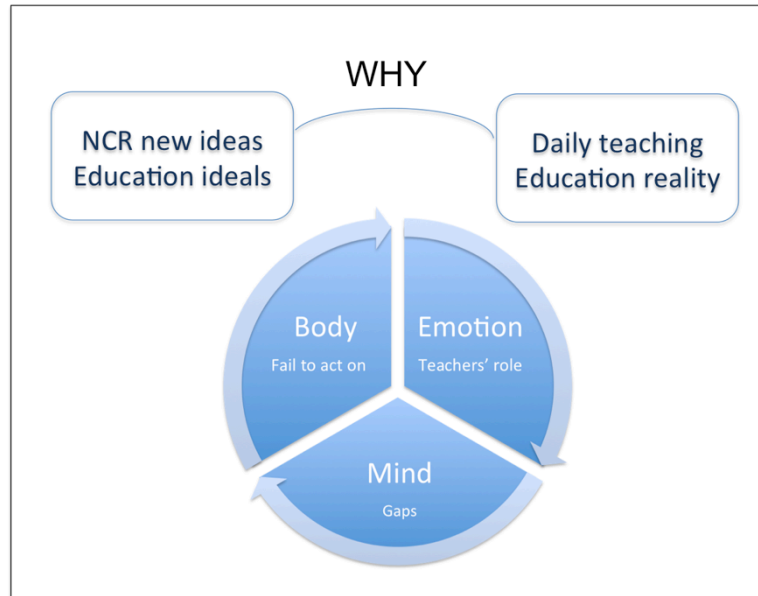 WHY
NCR new ideas
Education ideals
Daily teaching
Education reality
Body
Fail to act on
Emotion
Teachers’ role
Mind
Gaps